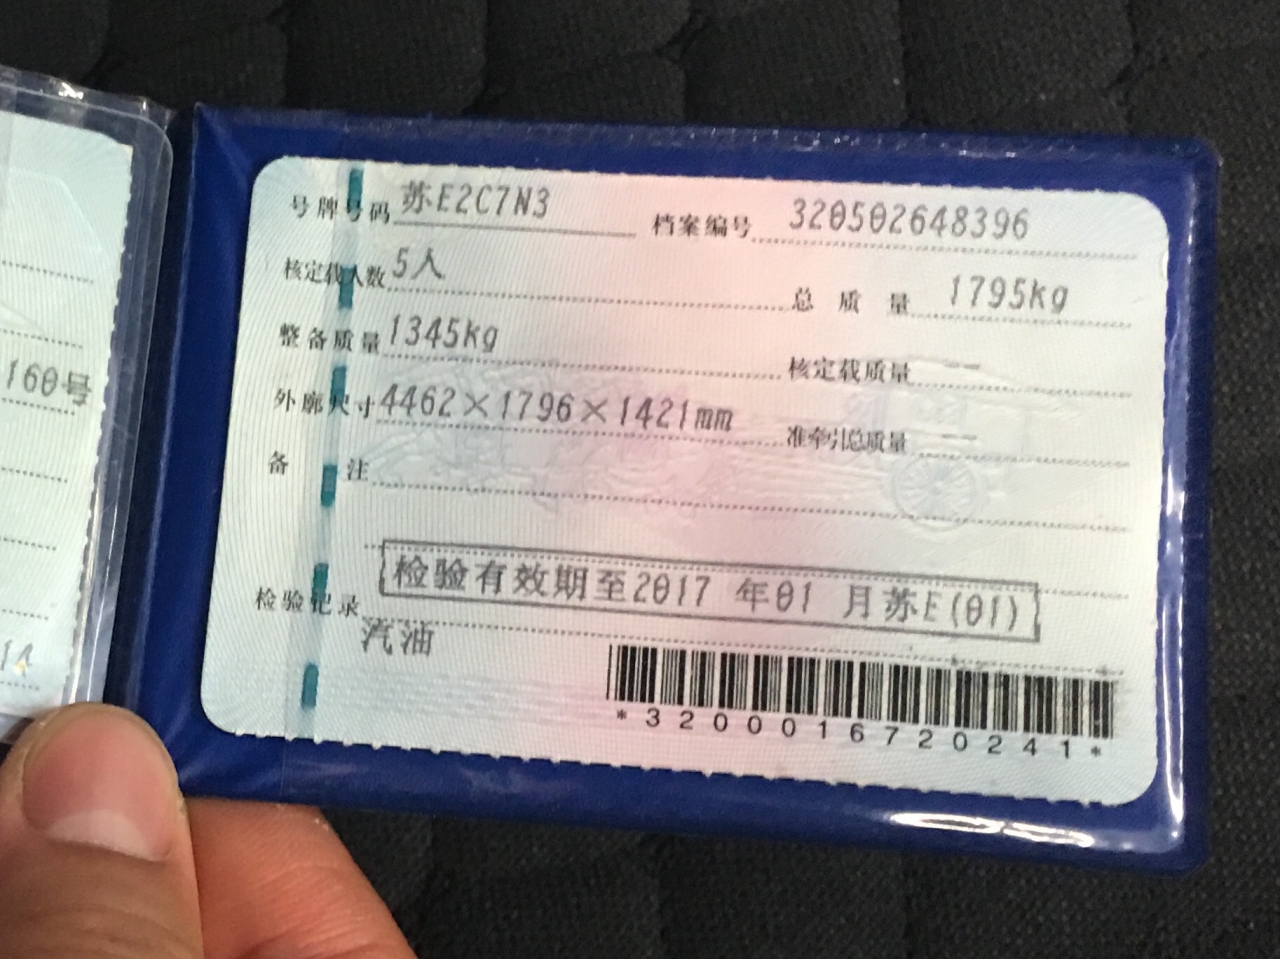 号牌号码 苏E2C7N3 档案编号 320502648396
核定载人数 5人 总质量 1795kg
整备质量 1345kg 核定载质量 --
外廓尺寸 4462×1796×1421mm 准牵引总质量 --
备注
检验记录 检验有效期至2017 年01 月苏E(01)
汽油
*3200016720241*
160号
14